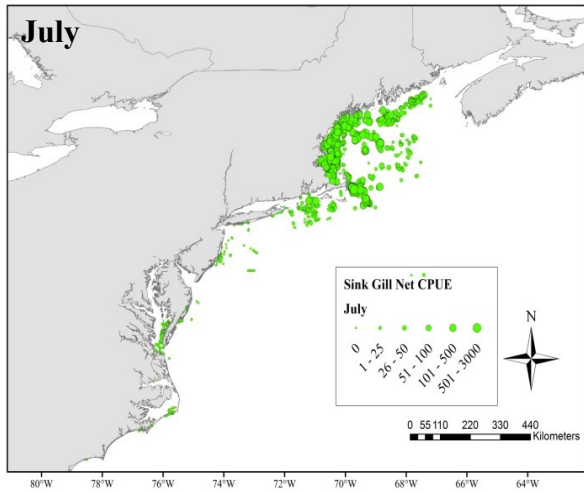 July
Sink Gill Net CPUE
July
0
1 - 25
26 - 50
51 - 100
101 - 500
501 - 3000
N
0 55 110 220 330 440
Kilometers
80°W 78°W 76°W 74°W 72°W 70°W 68°W 66°W 64°W